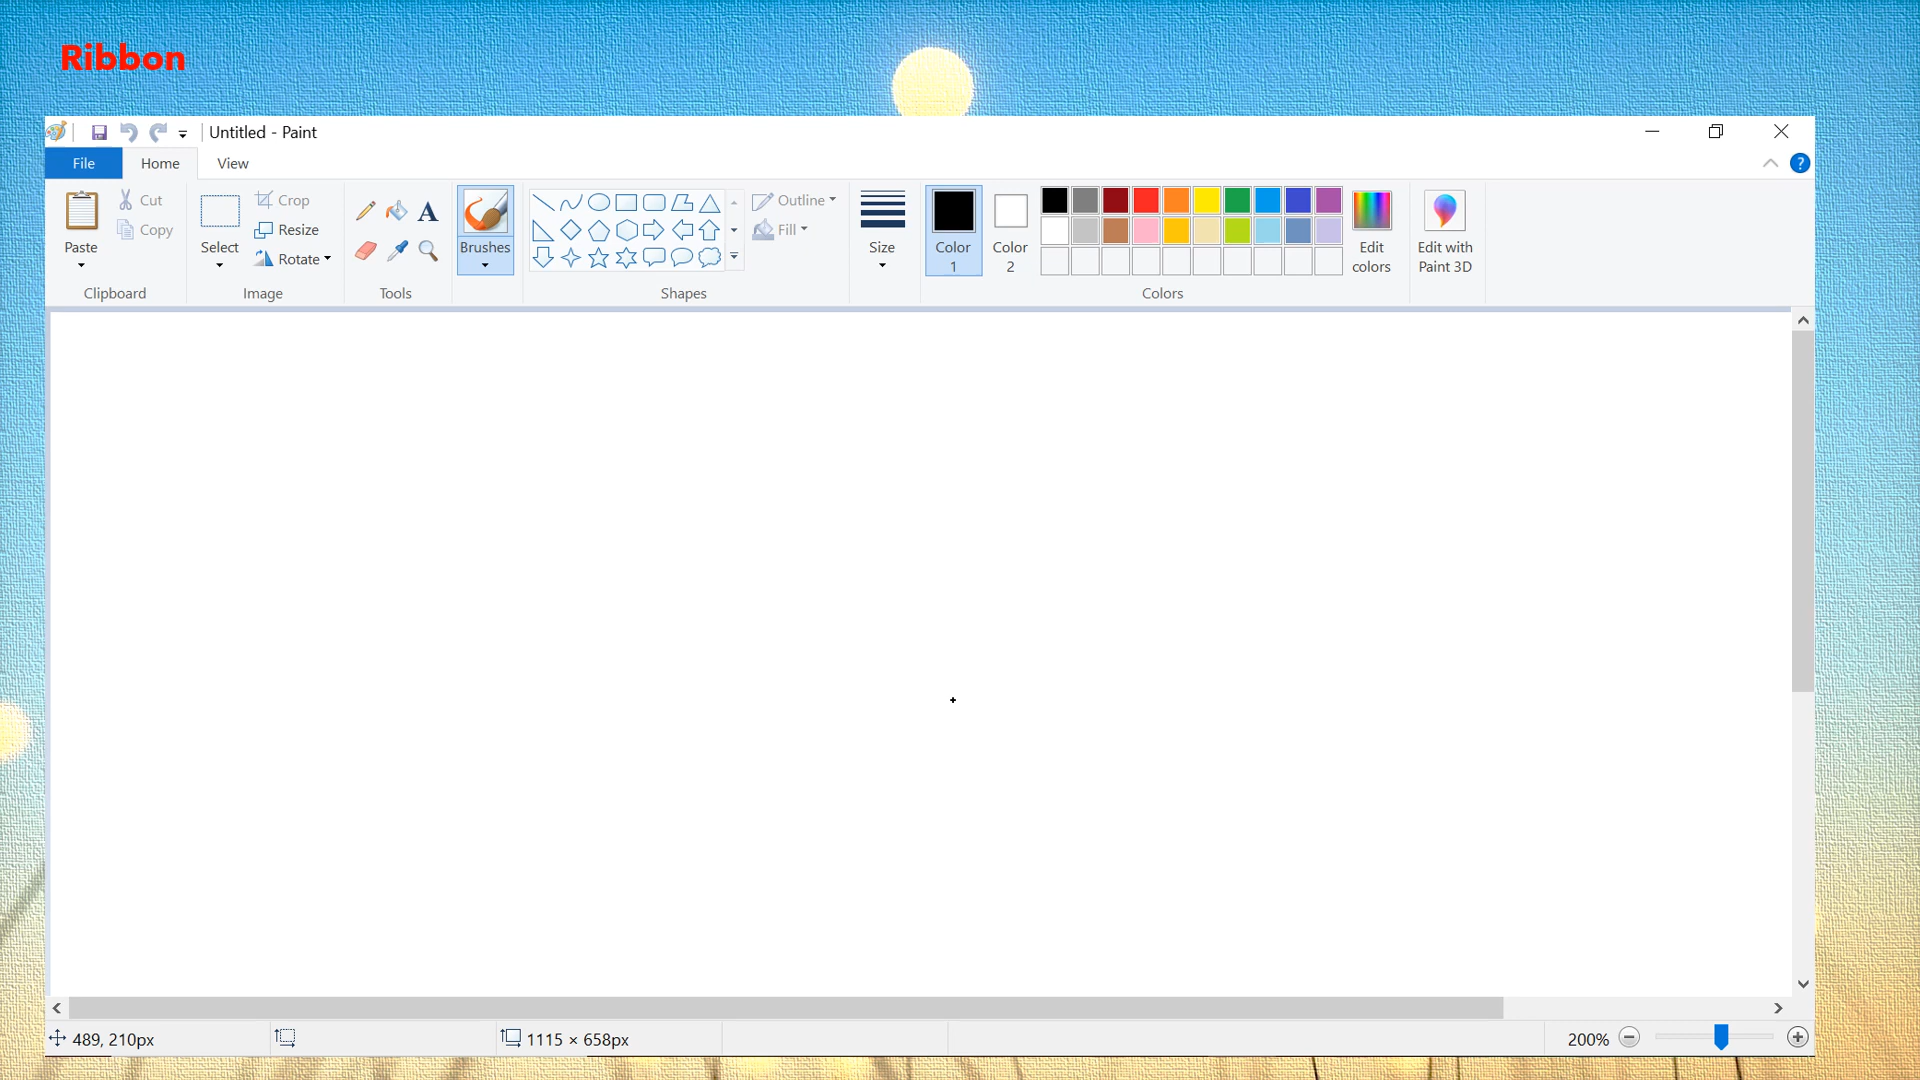 Ribbon
Untitled - Paint
File Home View ?
Paste
Cut
Copy
Clipboard
Select
Crop
Resize
Rotate
Image
A
Tools
Brushes
Shapes
Outline
Fill
Size
Color
1
Color
2
Colors
Edit
colors
Edit with
Paint 3D
489, 210px
1115 × 658px
200%